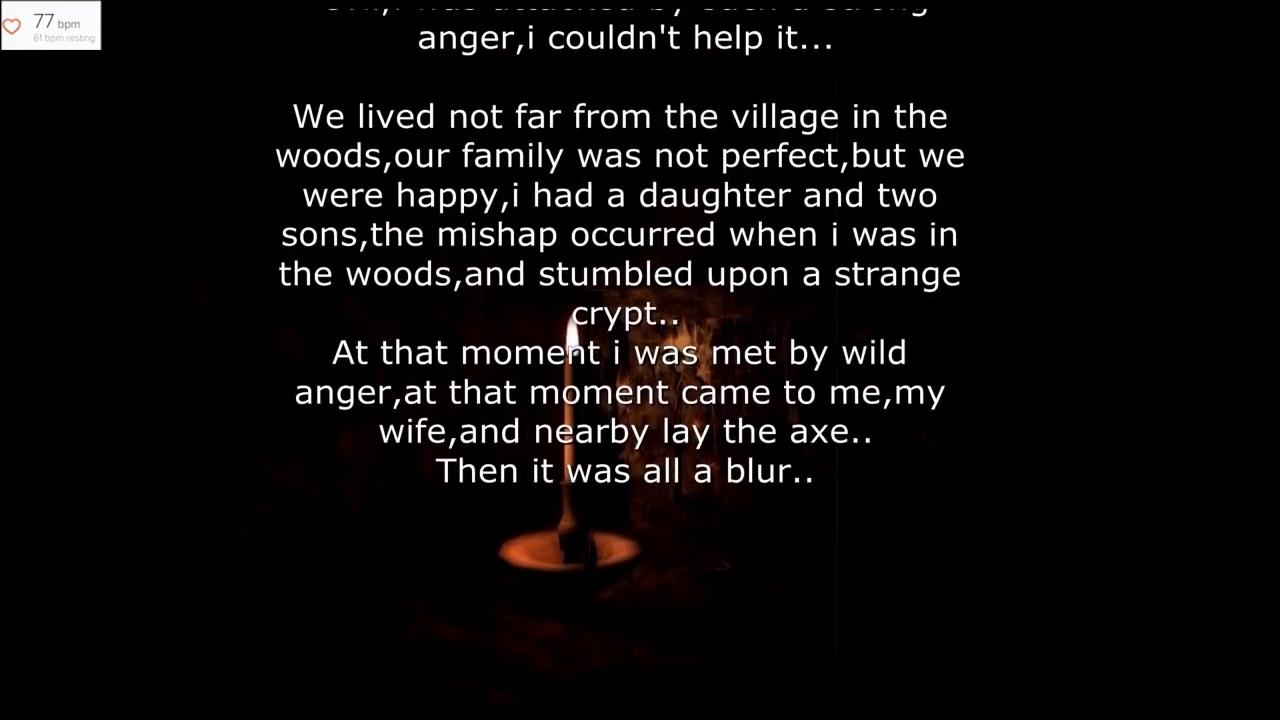 77 bpm
61 bpm resting
anger,i couldn't help it...
We lived not far from the village in the
woods,our family was not perfect,but we
were happy,i had a daughter and two
sons,the mishap occurred when i was in
the woods,and stumbled upon a strange
crypt..
At that moment i was met by wild
anger,at that moment came to me,my
wife,and nearby lay the axe..
Then it was all a blur..